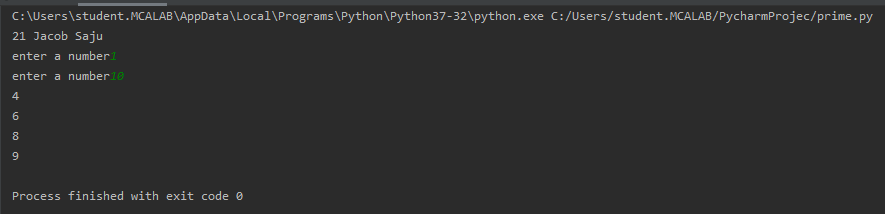 C:\Users\student.MCALAB\AppData\Local\Programs\Python\Python37-32\python.exe C:/Users/student.MCALAB/PycharmProjec/prime.py
21 Jacob Saju
enter a number1
enter a number10
4
6
8
9
Process finished with exit code 0